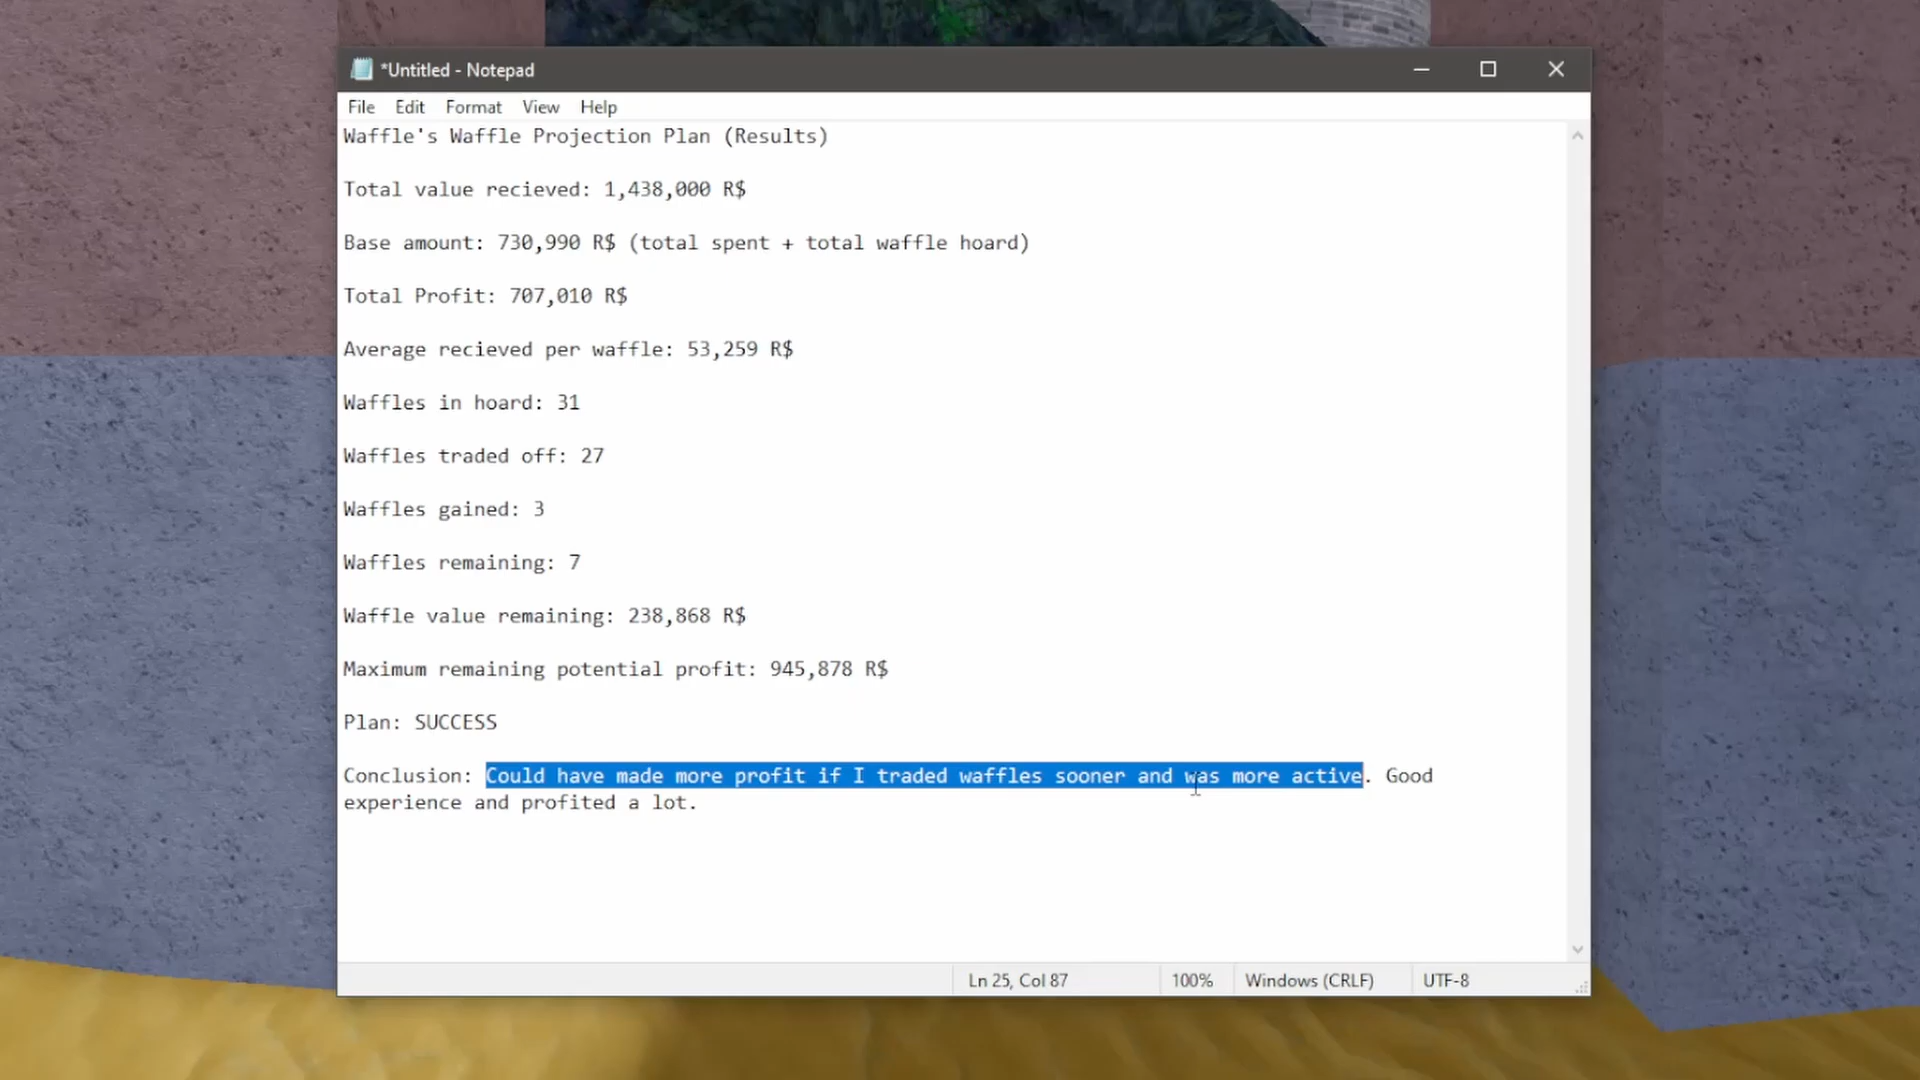 *Untitled - Notepad
File Edit Format View Help
Waffle's Waffle Projection Plan (Results)
Total value recieved: 1,438,000 R$
Base amount: 730,990 R$ (total spent + total waffle hoard)
Total Profit: 707,010 R$
Average recieved per waffle: 53,259 R$
Waffles in hoard: 31
Waffles traded off: 27
Waffles gained: 3
Waffles remaining: 7
Waffle value remaining: 238,868 R$
Maximum remaining potential profit: 945,878 R$
Plan: SUCCESS
Conclusion: Could have made more profit if I traded waffles sooner and was more active. Good
experience and profited a lot.
Ln 25, Col 87 100% Windows (CRLF) UTF-8